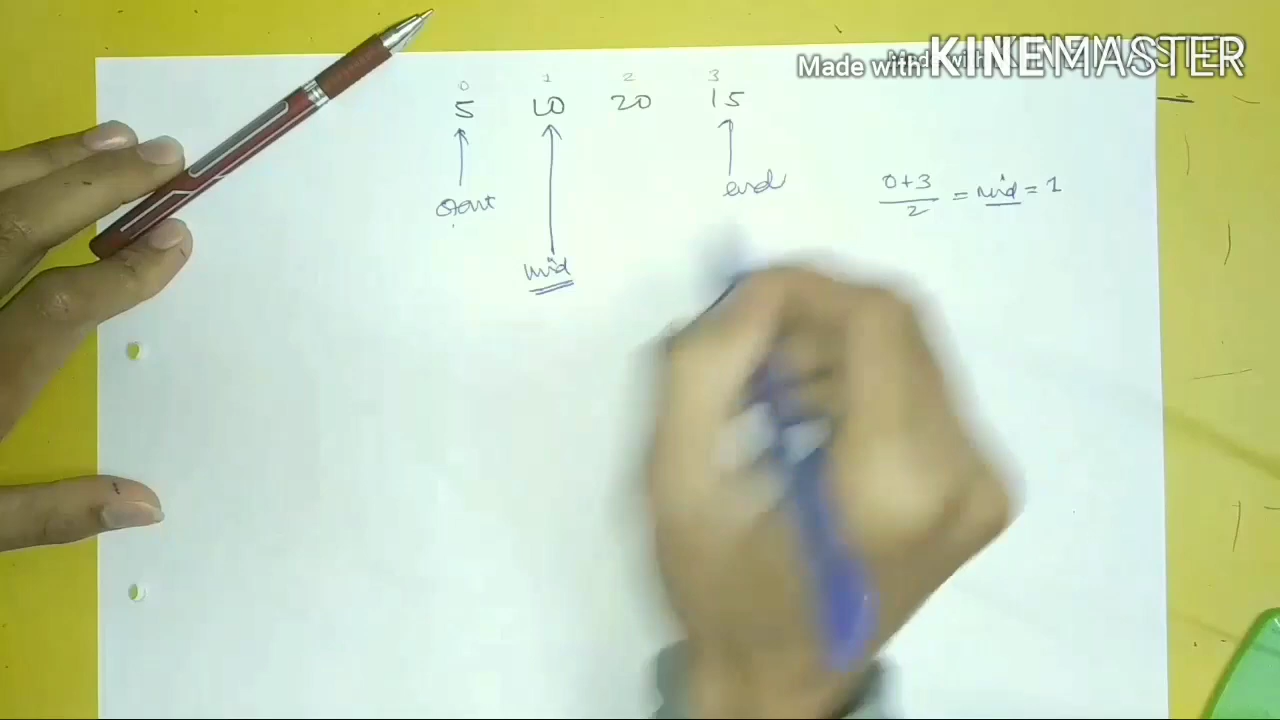 Made with KINEMASTER
0 1 2 3
5 10 20 15
start mid end
0+3/2 = mid = 1